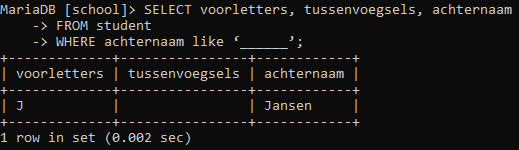 MariaDB [school]> SELECT voorletters, tussenvoegsels, achternaam
    -> FROM student
    -> WHERE achternaam like ‘______’;
+-------------+----------------+------------+
| voorletters | tussenvoegsels | achternaam |
+-------------+----------------+------------+
| J           |                | Jansen     |
+-------------+----------------+------------+
1 row in set (0.002 sec)